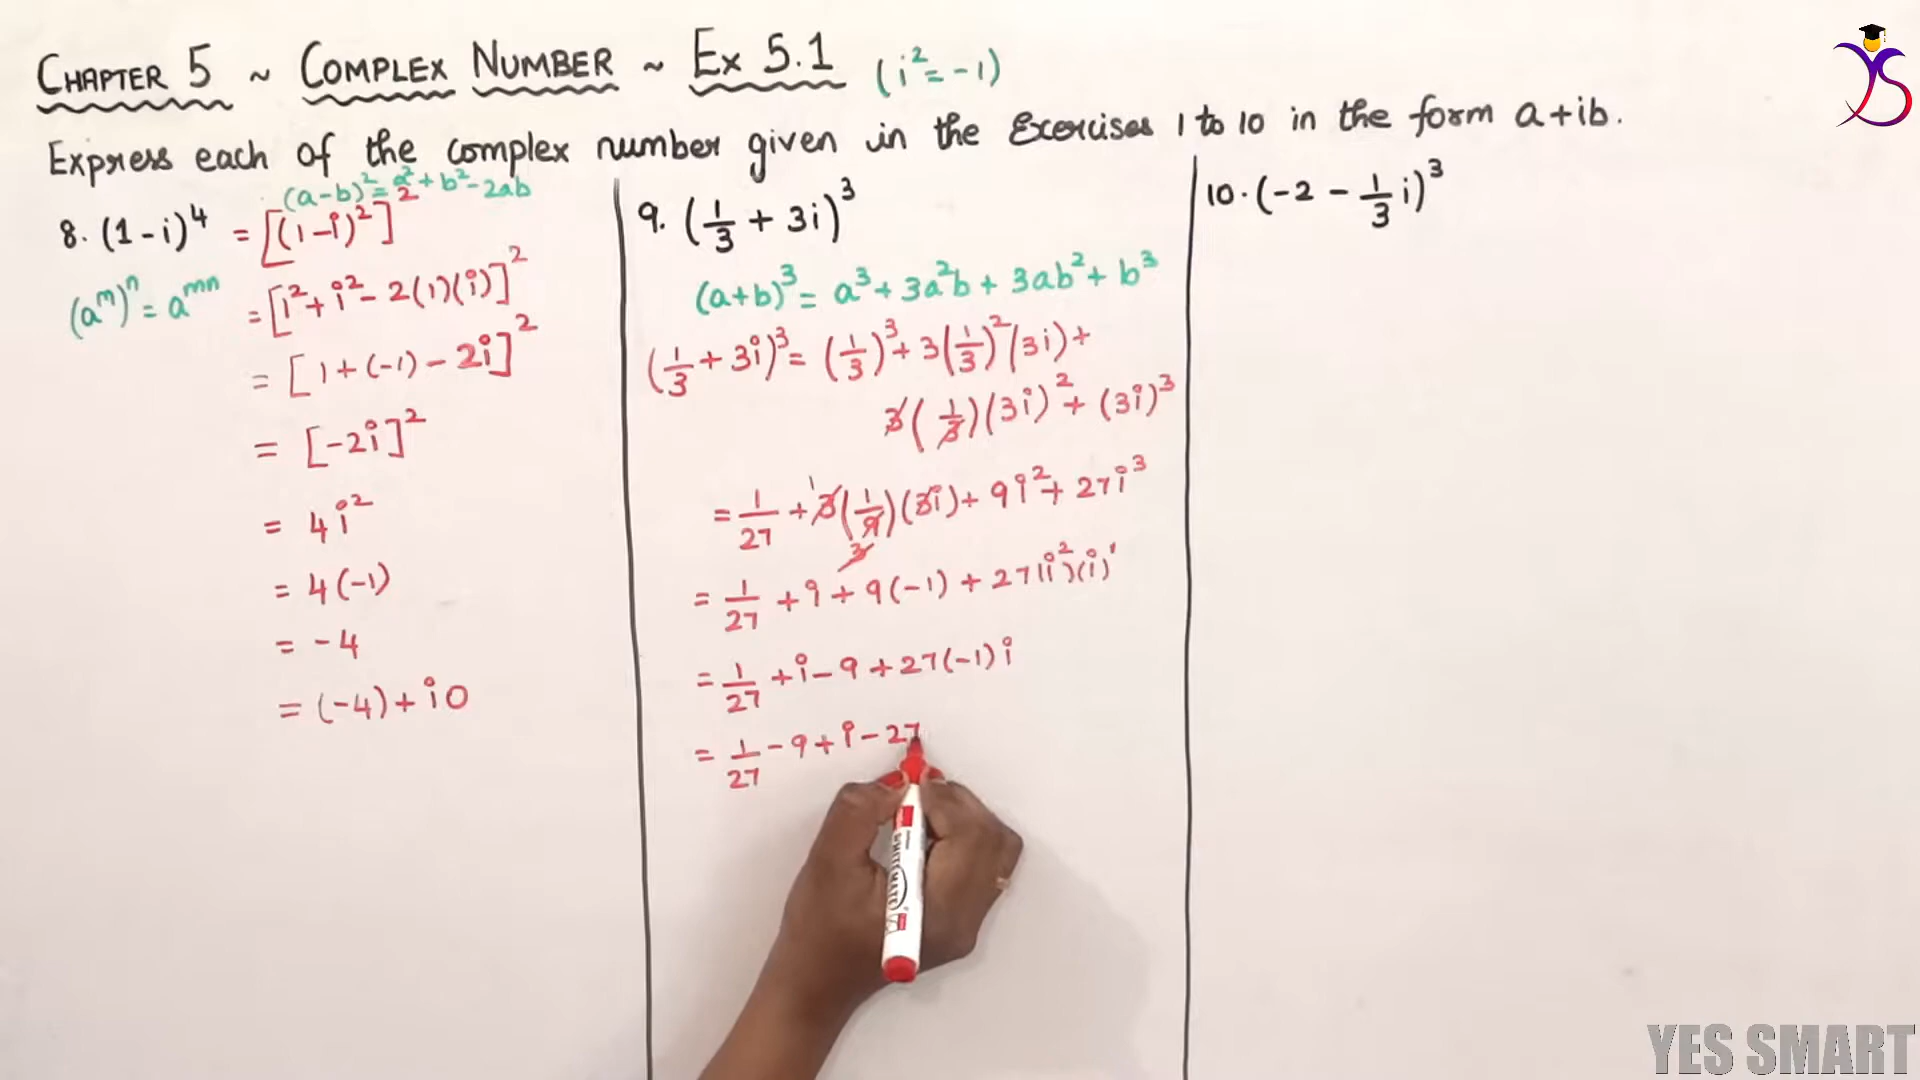 CHAPTER 5 ~ COMPLEX NUMBER ~ Ex 5.1 (i² = -1)
Express each of the complex number given in the Exercises 1 to 10 in the form a+ib.
(a-b)² = a² + b² - 2ab
8. (1-i)⁴ = [(1-i)²]²
(aᵐ)ⁿ = aᵐⁿ
= [1² + i² - 2(1)(i)]²
= [1 + (-1) - 2i]²
= [-2i]²
= 4i²
= 4(-1)
= -4
= (-4) + i0
9. (1/3 + 3i)³
(a+b)³ = a³ + 3a²b + 3ab² + b³
(1/3 + 3i)³ = (1/3)³ + 3(1/3)²(3i) +
3(1/3)(3i)² + (3i)³
= 1/27 + 3(1/9)(3i) + 9i² + 27i³
= 1/27 + i + 9(-1) + 27(i²)(i)¹
= 1/27 + i - 9 + 27(-1)i
= 1/27 - 9 + i - 27
10. (-2 - 1/3 i)³
YS
WHITEMATE
YES SMART